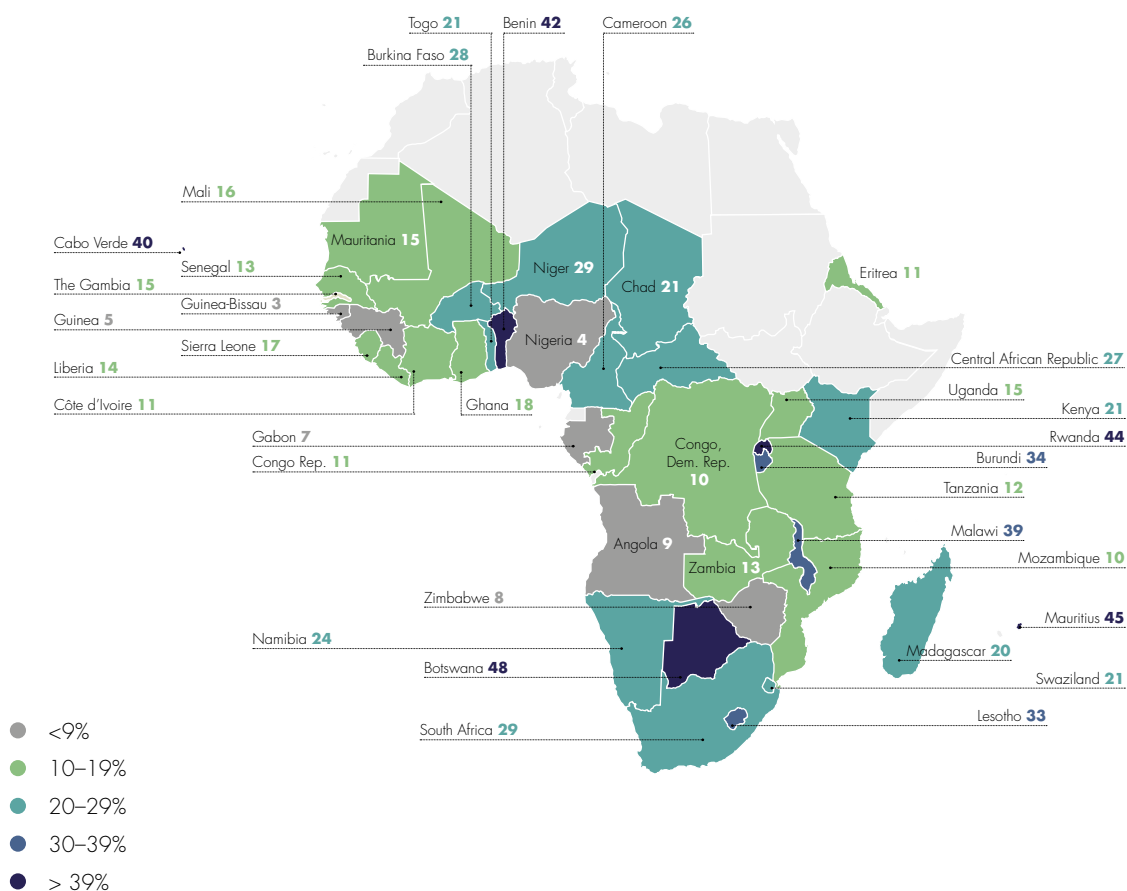 Togo 21
Benin 42
Cameroon 26
Burkina Faso 28
Mali 16
Mauritania 15
Cabo Verde 40
Senegal 13
Niger 29
Eritrea 11
The Gambia 15
Chad 21
Guinea-Bissau 3
Guinea 5
Nigeria 4
Sierra Leone 17
Central African Republic 27
Liberia 14
Uganda 15
Côte d'Ivoire 11
Ghana 18
Kenya 21
Gabon 7
Rwanda 44
Congo,
Dem. Rep.
10
Congo Rep. 11
Burundi 34
Tanzania 12
Malawi 39
Angola 9
Mozambique 10
Zambia 13
Zimbabwe 8
Mauritius 45
Namibia 24
Madagascar 20
Botswana 48
Swaziland 21
Lesotho 33
South Africa 29
<9%
10–19%
20–29%
30–39%
> 39%